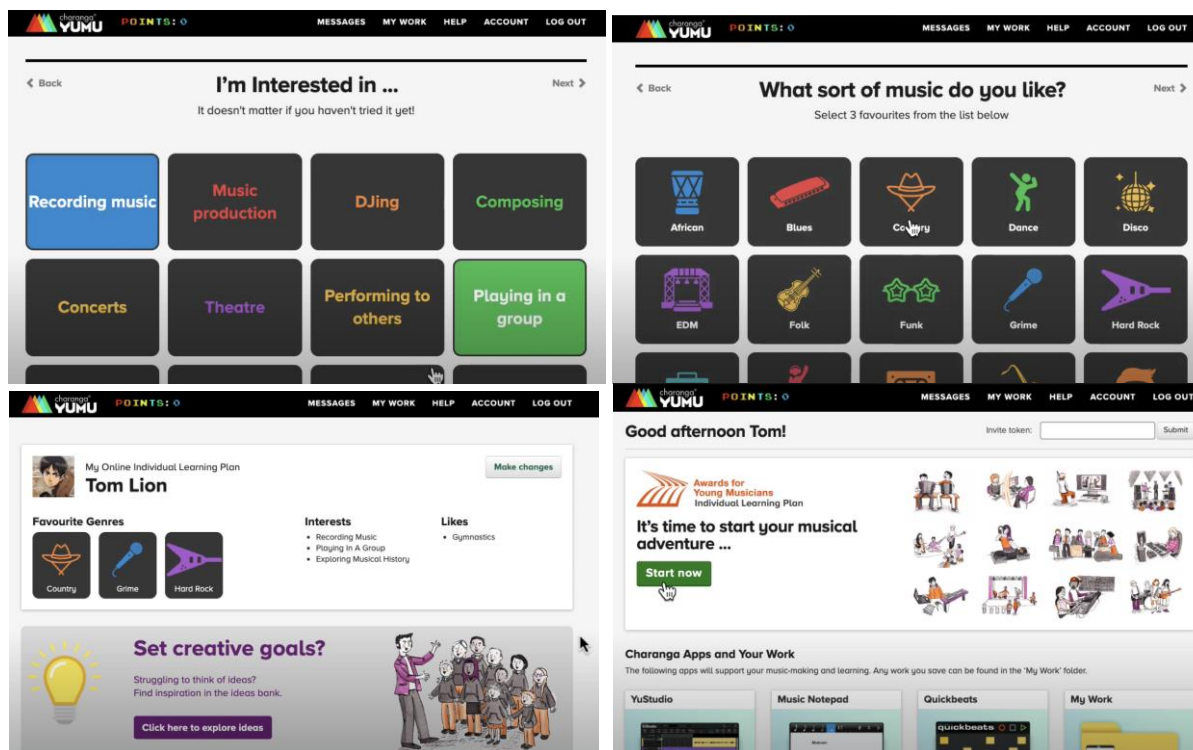 charanga
YUMU
POINTS: 0
MESSAGES MY WORK HELP ACCOUNT LOG OUT
Back
I'm Interested in ...
Next
It doesn't matter if you haven't tried it yet!
Recording music
Music production
DJing
Composing
Concerts
Theatre
Performing to others
Playing in a group
charanga
YUMU
POINTS: 0
MESSAGES MY WORK HELP ACCOUNT LOG OUT
Back
What sort of music do you like?
Next
Select 3 favourites from the list below
African
Blues
Country
Dance
Disco
EDM
Folk
Funk
Grime
Hard Rock
charanga
YUMU
POINTS: 0
MESSAGES MY WORK HELP ACCOUNT LOG OUT
My Online Individual Learning Plan
Tom Lion
Make changes
Favourite Genres
Country
Grime
Hard Rock
Interests
Recording Music
Playing In A Group
Exploring Musical History
Likes
Gymnastics
Set creative goals?
Struggling to think of ideas?
Find inspiration in the ideas bank.
Click here to explore ideas
charanga
YUMU
POINTS: 0
MESSAGES MY WORK HELP ACCOUNT LOG OUT
Good afternoon Tom!
Invite token:
Submit
Awards for
Young Musicians
Individual Learning Plan
It's time to start your musical
adventure ...
Start now
Charanga Apps and Your Work
The following apps will support your music-making and learning. Any work you save can be found in the 'My Work' folder.
YuStudio
Music Notepad
Quickbeats
My Work
quickbeats